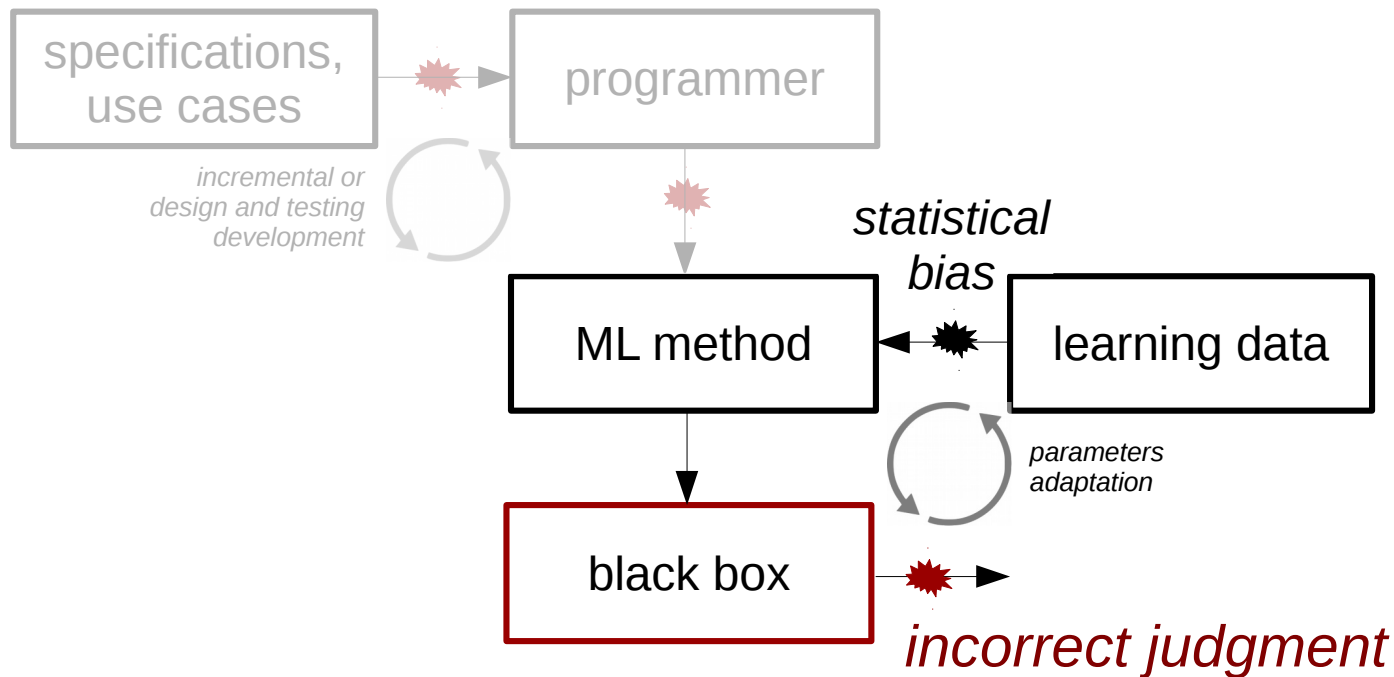 specifications,
use cases
programmer
incremental or
design and testing
development
statistical
bias
ML method
learning data
parameters
adaptation
black box
incorrect judgment